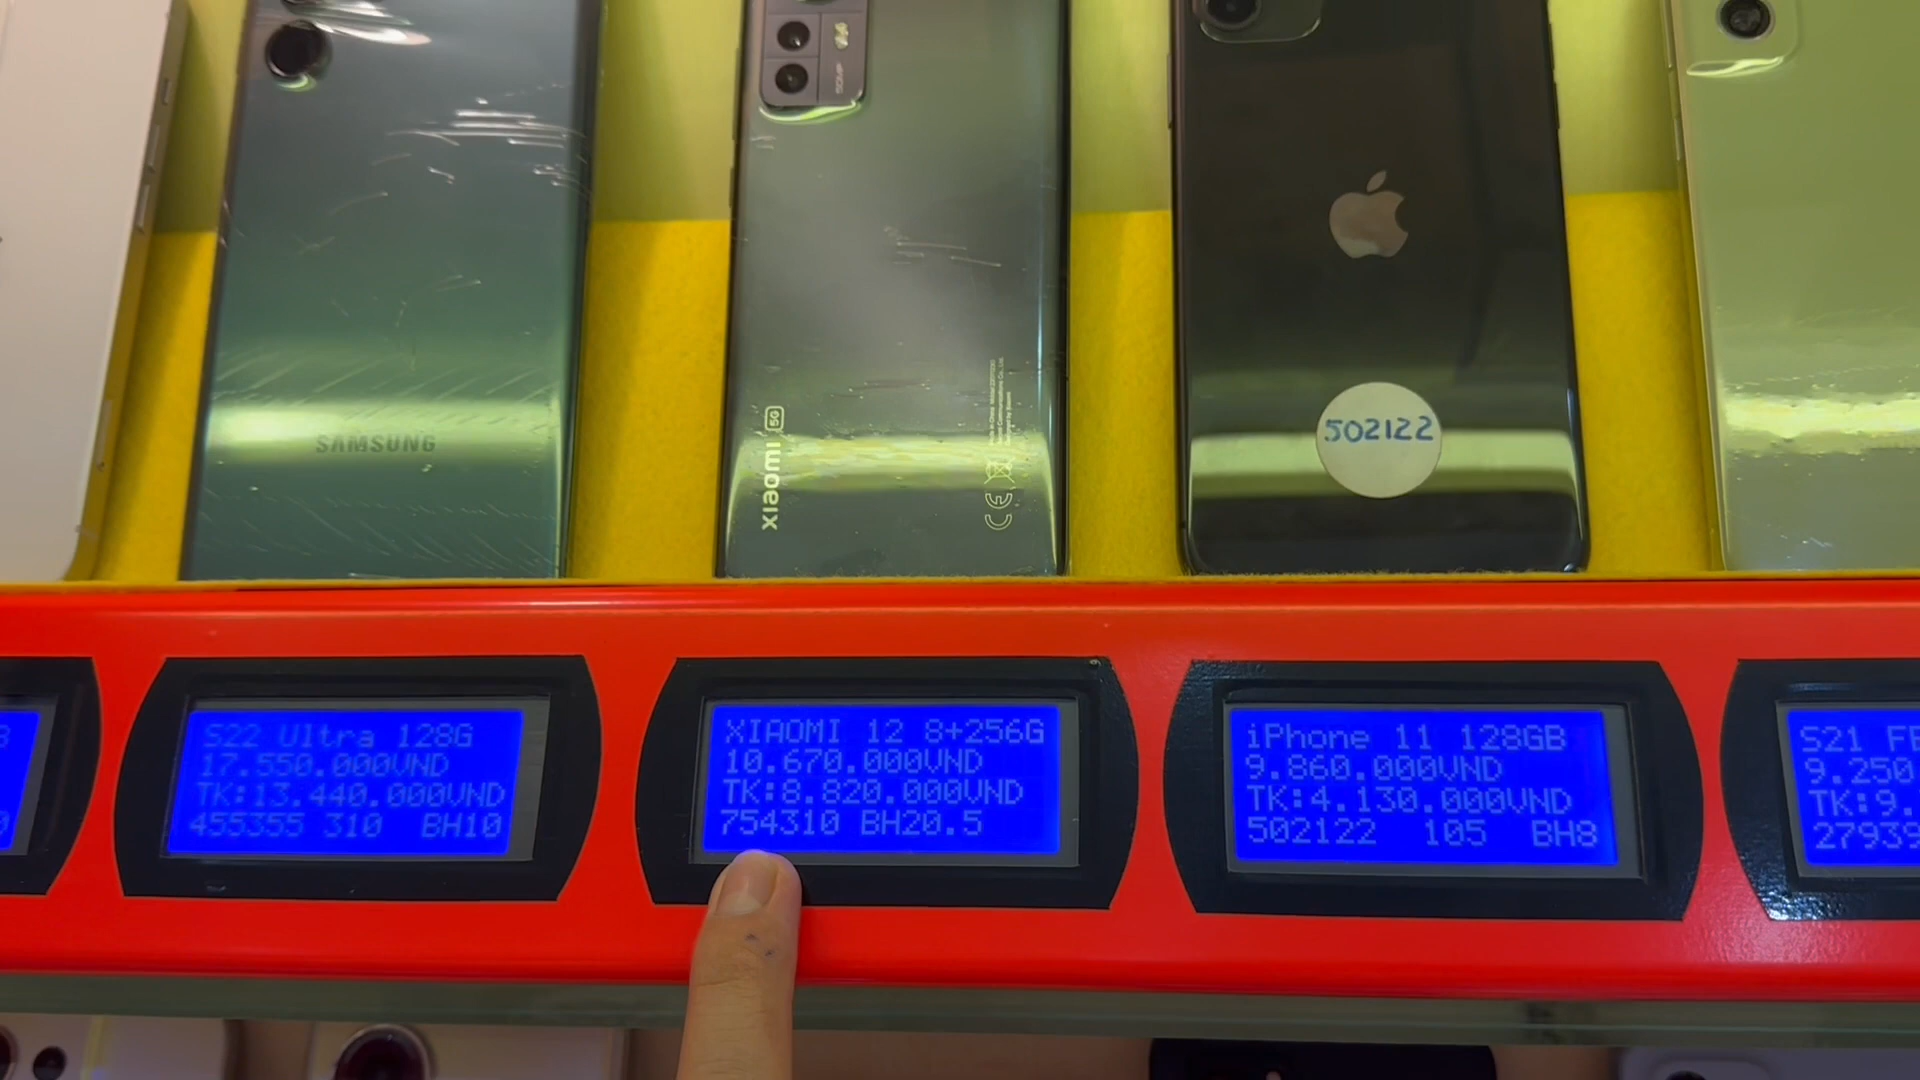 SAMSUNG
xiaomi 5G
CE
50MP
502122
S22 Ultra 128G
17.550.000VND
TK:13.440.000VND
455355 310 BH10
XIAOMI 12 8+256G
10.670.000VND
TK:8.820.000VND
754310 BH20.5
iPhone 11 128GB
9.860.000VND
TK:4.130.000VND
502122 105 BH8
S21 FE
9.250
TK:9.
27939